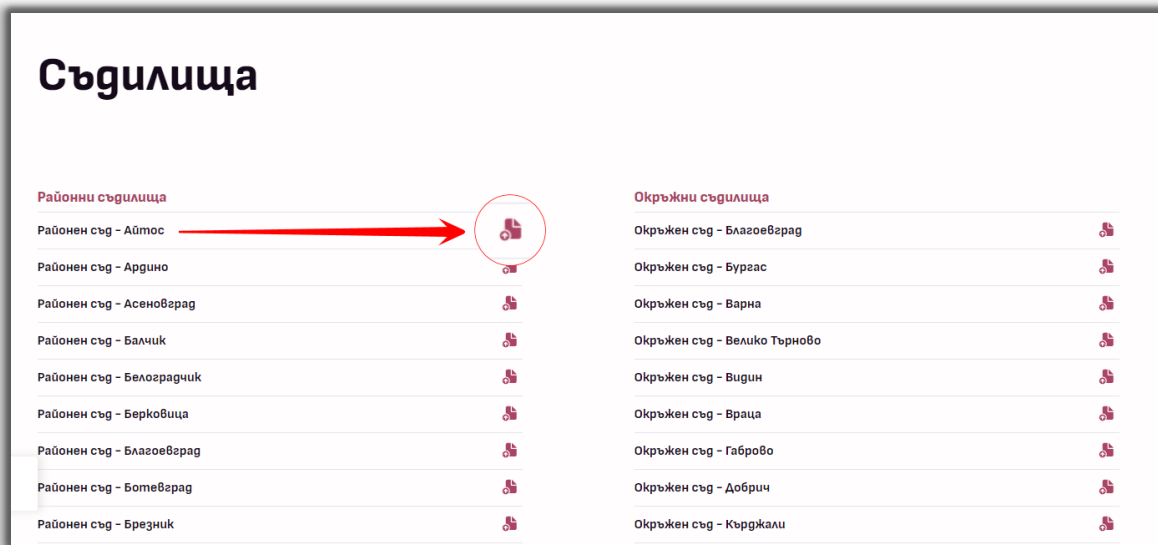 Съдилища
Районни съдилища
Районен съд - Айтос
Районен съд - Ардино
Районен съд - Асеновград
Районен съд - Балчик
Районен съд - Белоградчик
Районен съд - Берковица
Районен съд - Благоевград
Районен съд - Ботевград
Районен съд - Брезник
Окръжни съдилища
Окръжен съд - Благоевград
Окръжен съд - Бургас
Окръжен съд - Варна
Окръжен съд - Велико Търново
Окръжен съд - Видин
Окръжен съд - Враца
Окръжен съд - Габрово
Окръжен съд - Добрич
Окръжен съд - Кърджали